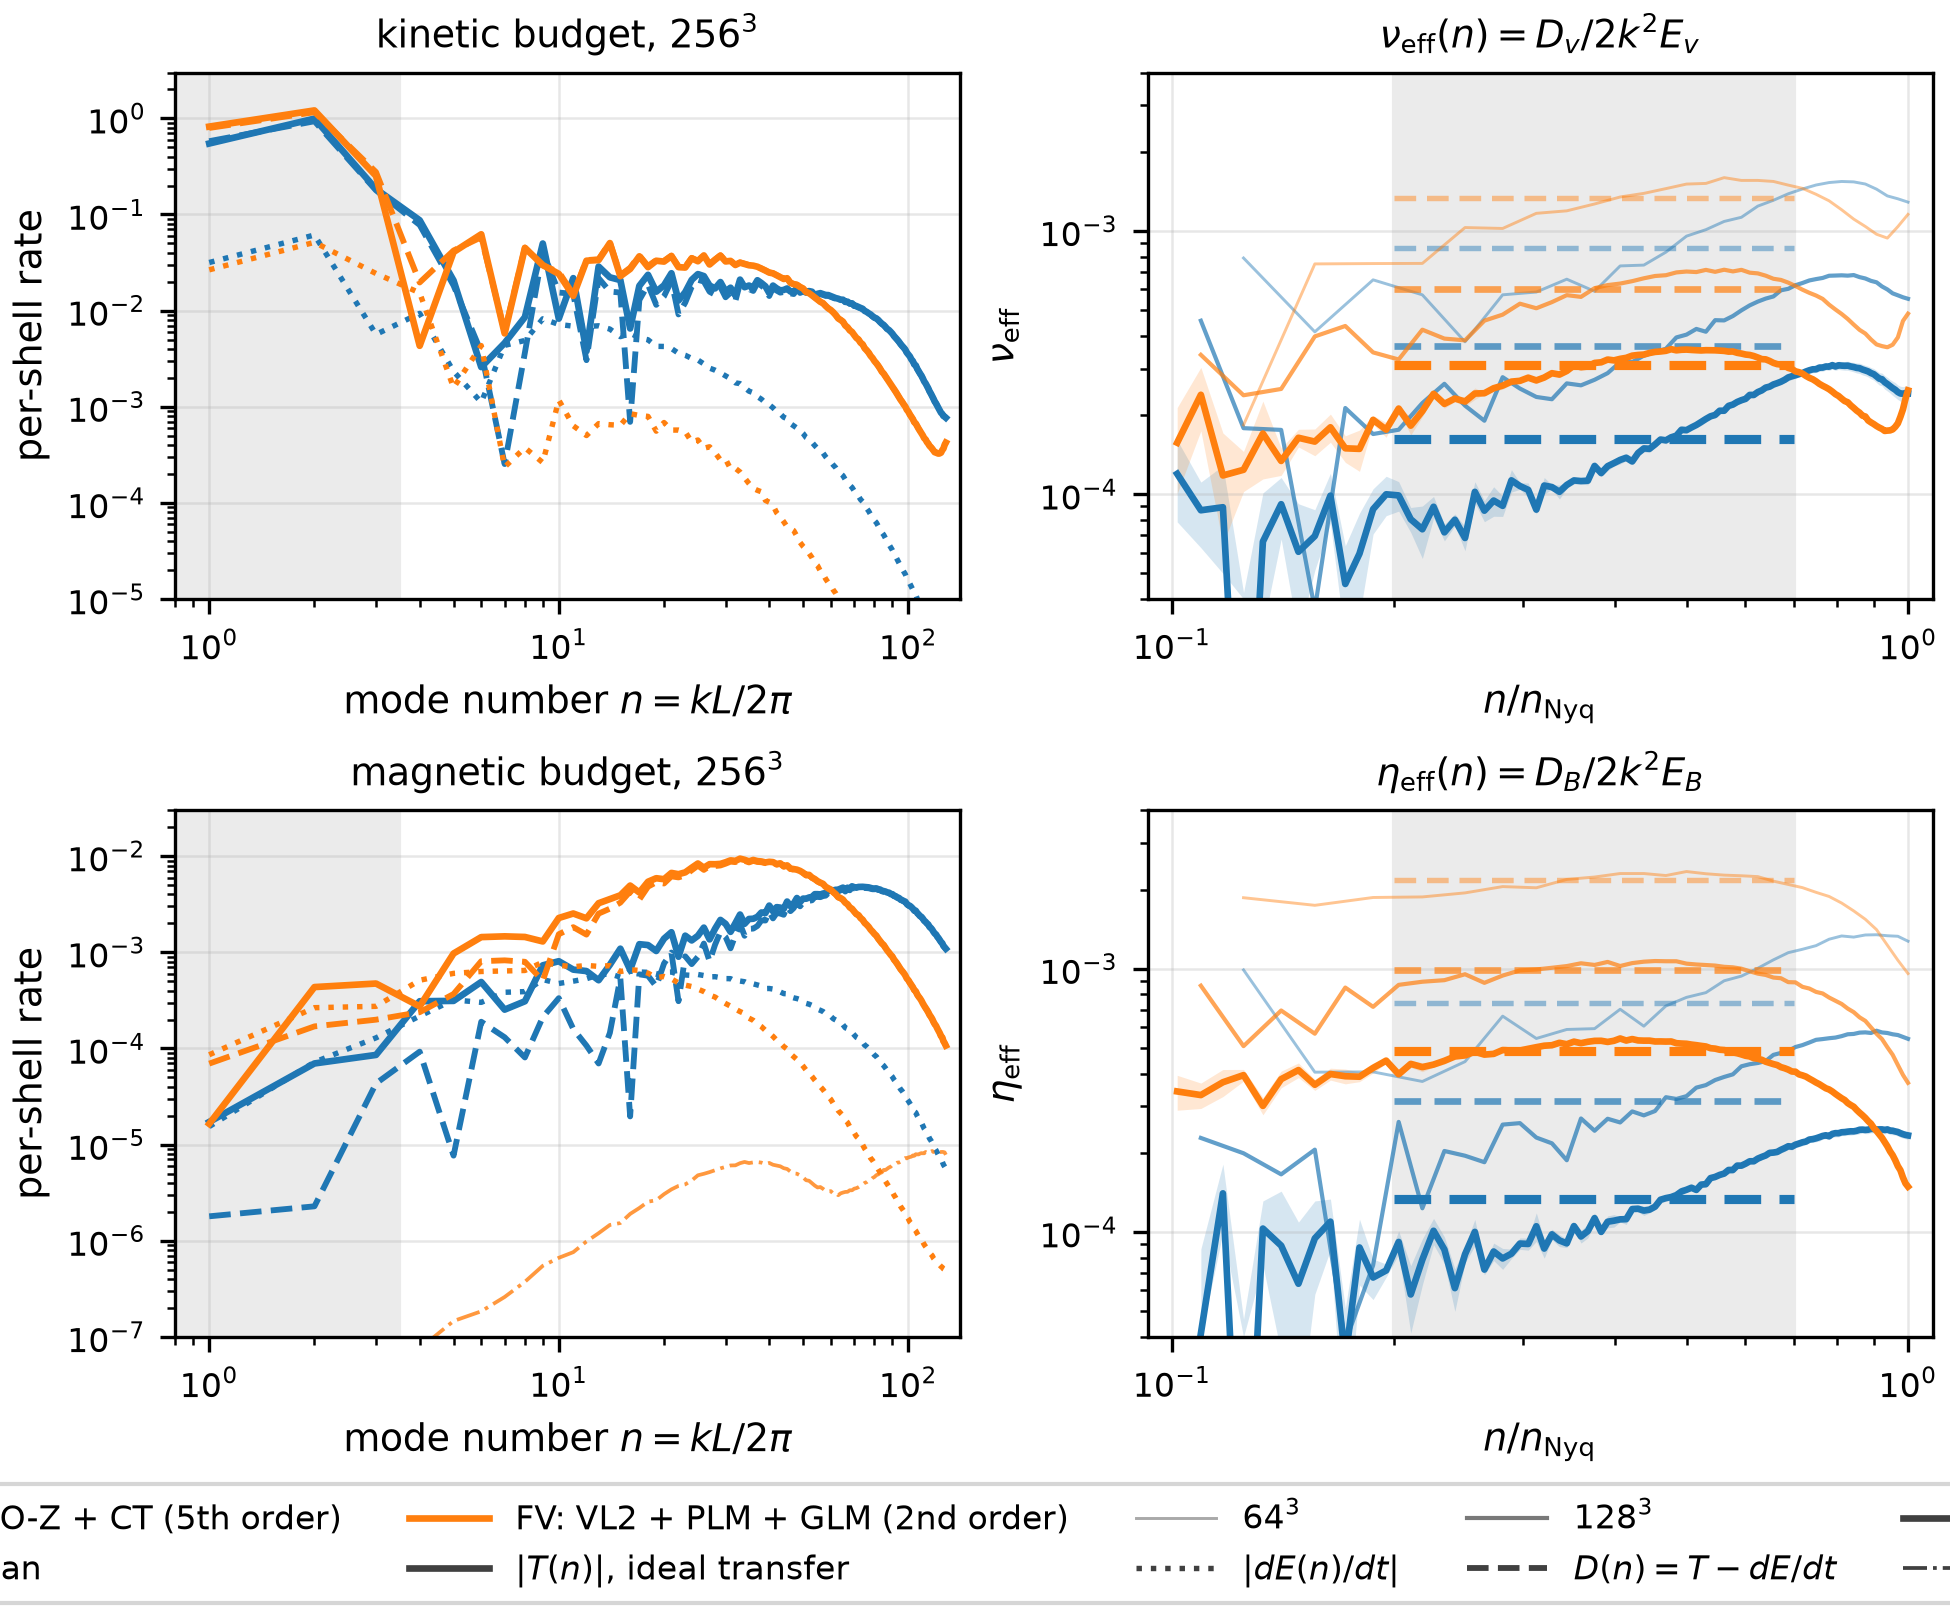 kinetic budget, 256³
10⁰
10⁻¹
10⁻²
10⁻³
10⁻⁴
10⁻⁵
per-shell rate
10⁰ 10¹ 10²
mode number n = kL/2π
ν_eff(n) = D_v/2k²E_v
10⁻³
10⁻⁴
ν_eff
10⁻¹ 10⁰
n/n_Nyq
magnetic budget, 256³
10⁻²
10⁻³
10⁻⁴
10⁻⁵
10⁻⁶
10⁻⁷
per-shell rate
10⁰ 10¹ 10²
mode number n = kL/2π
η_eff(n) = D_B/2k²E_B
10⁻³
10⁻⁴
η_eff
10⁻¹ 10⁰
n/n_Nyq
O-Z + CT (5th order) FV: VL2 + PLM + GLM (2nd order) 64³ 128³
an |T(n)|, ideal transfer |dE(n)/dt| D(n) = T − dE/dt